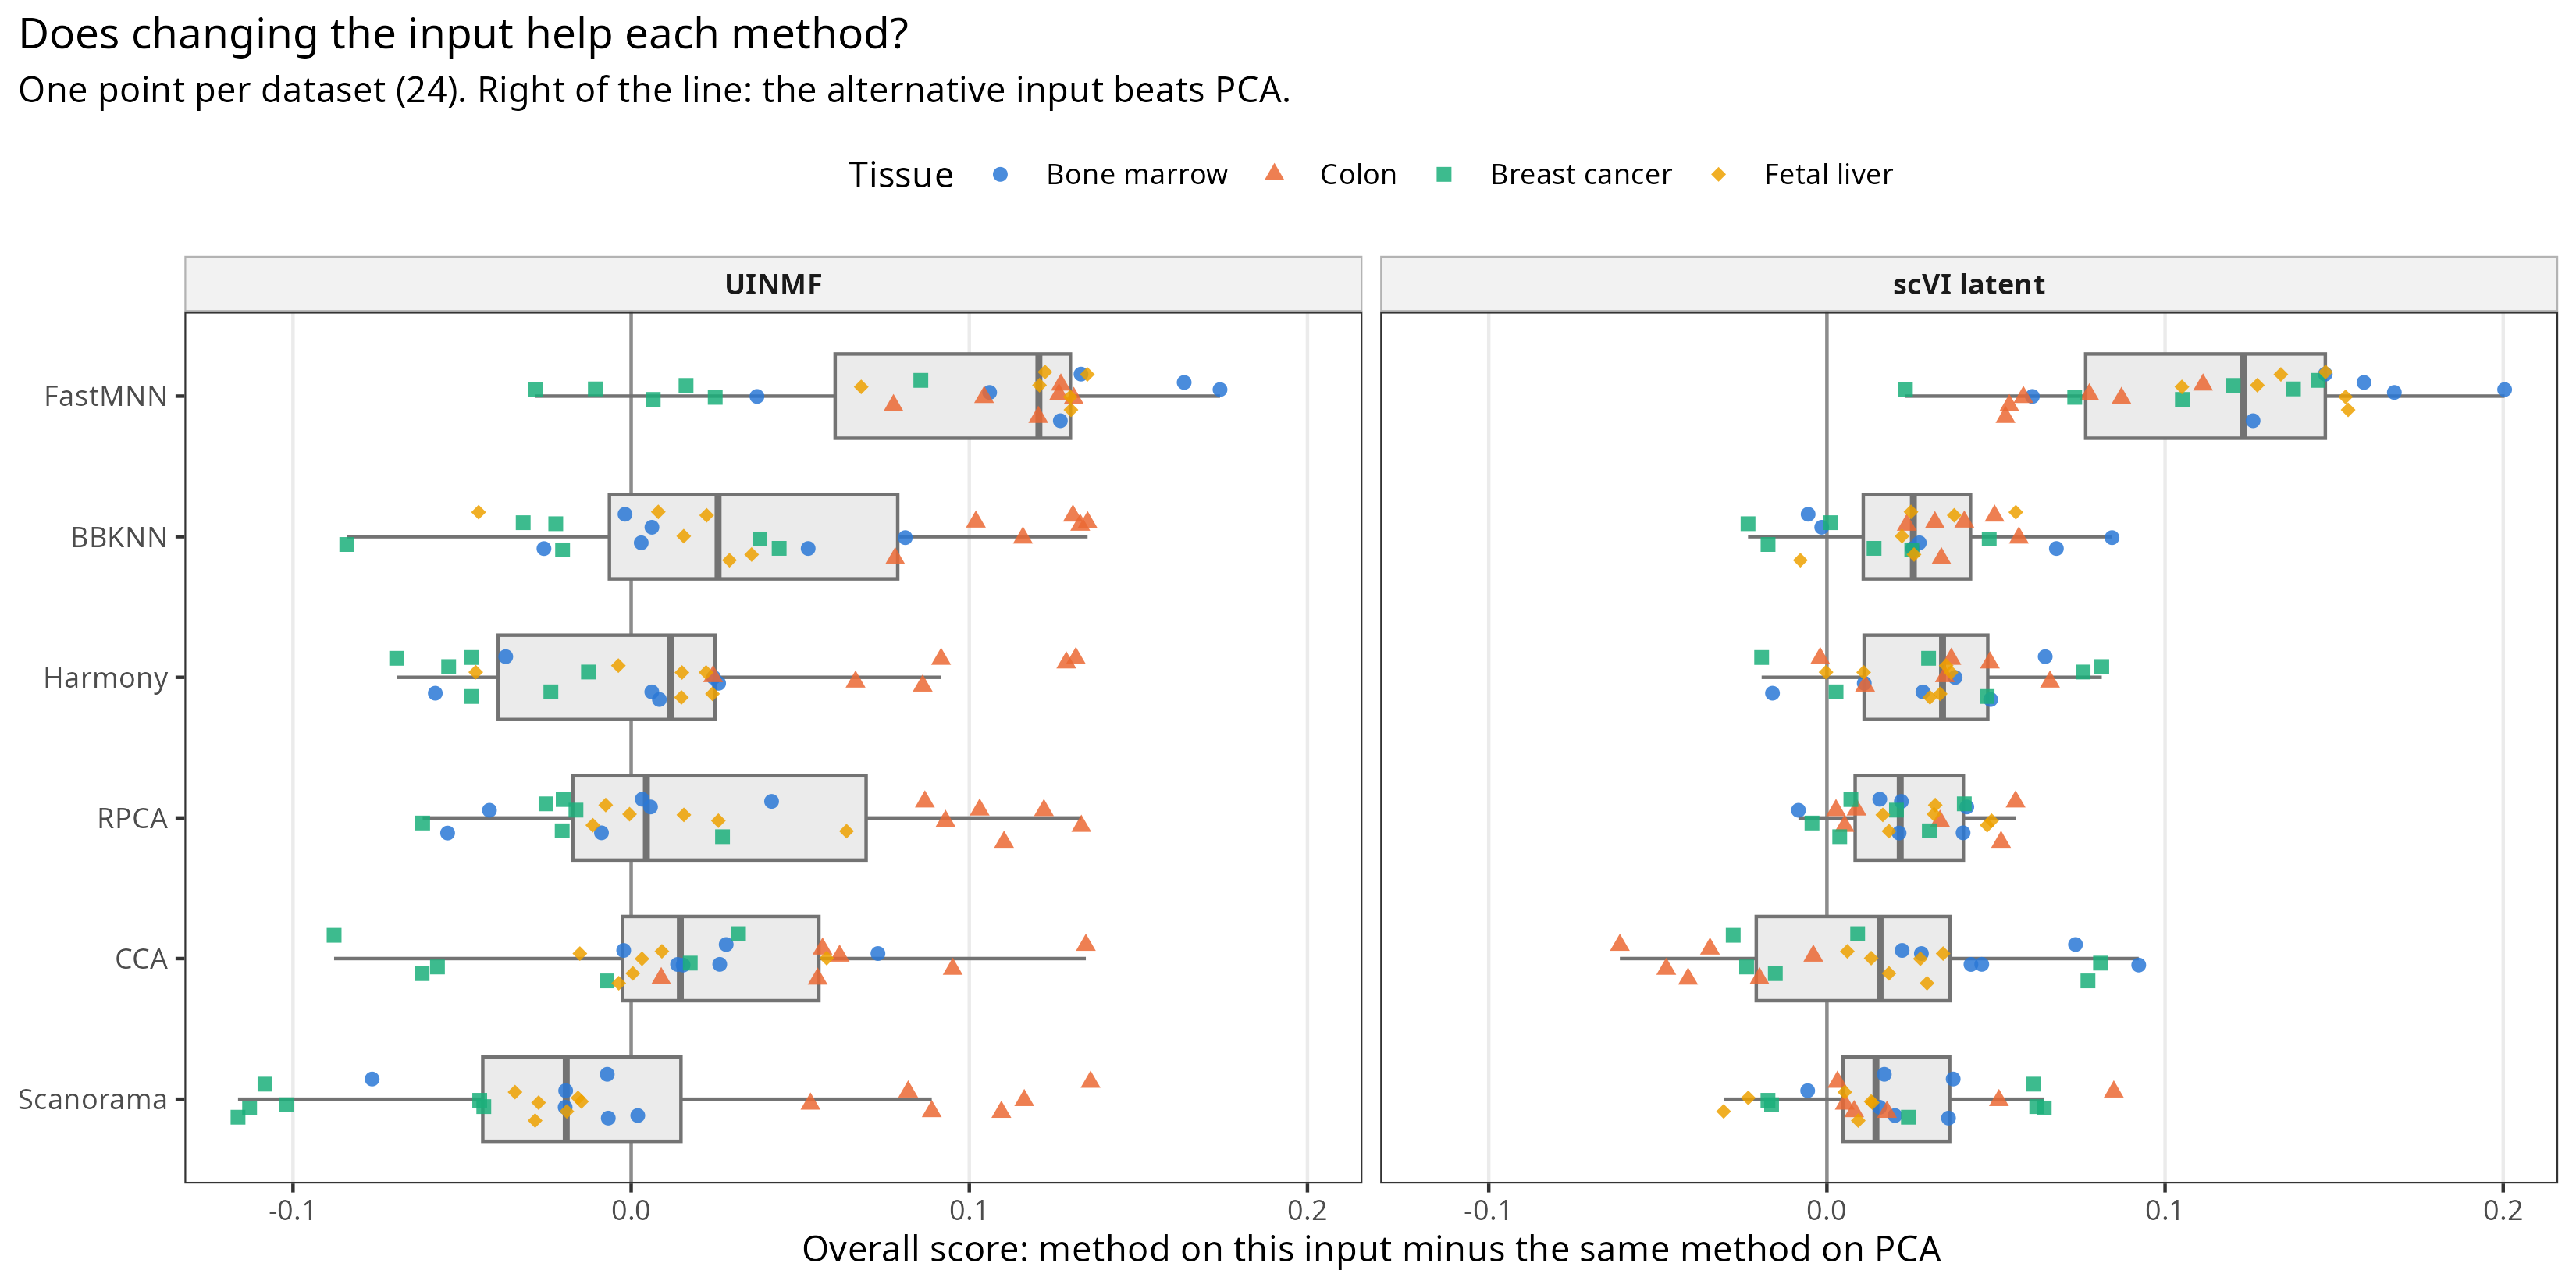 Does changing the input help each method?
One point per dataset (24). Right of the line: the alternative input beats PCA.
Tissue Bone marrow Colon Breast cancer Fetal liver
UINMF scVI latent
FastMNN
BBKNN
Harmony
RPCA
CCA
Scanorama
-0.1 0.0 0.1 0.2 -0.1 0.0 0.1 0.2
Overall score: method on this input minus the same method on PCA